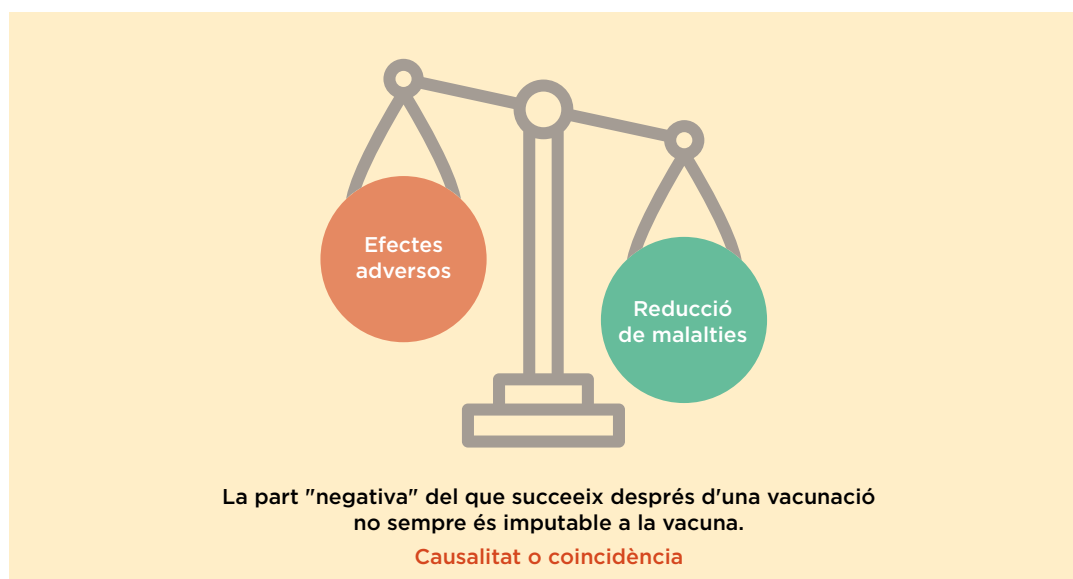 Efectes
adversos
Reducció
de malalties
La part "negativa" del que succeeix després d'una vacunació
no sempre és imputable a la vacuna.
Causalitat o coincidència